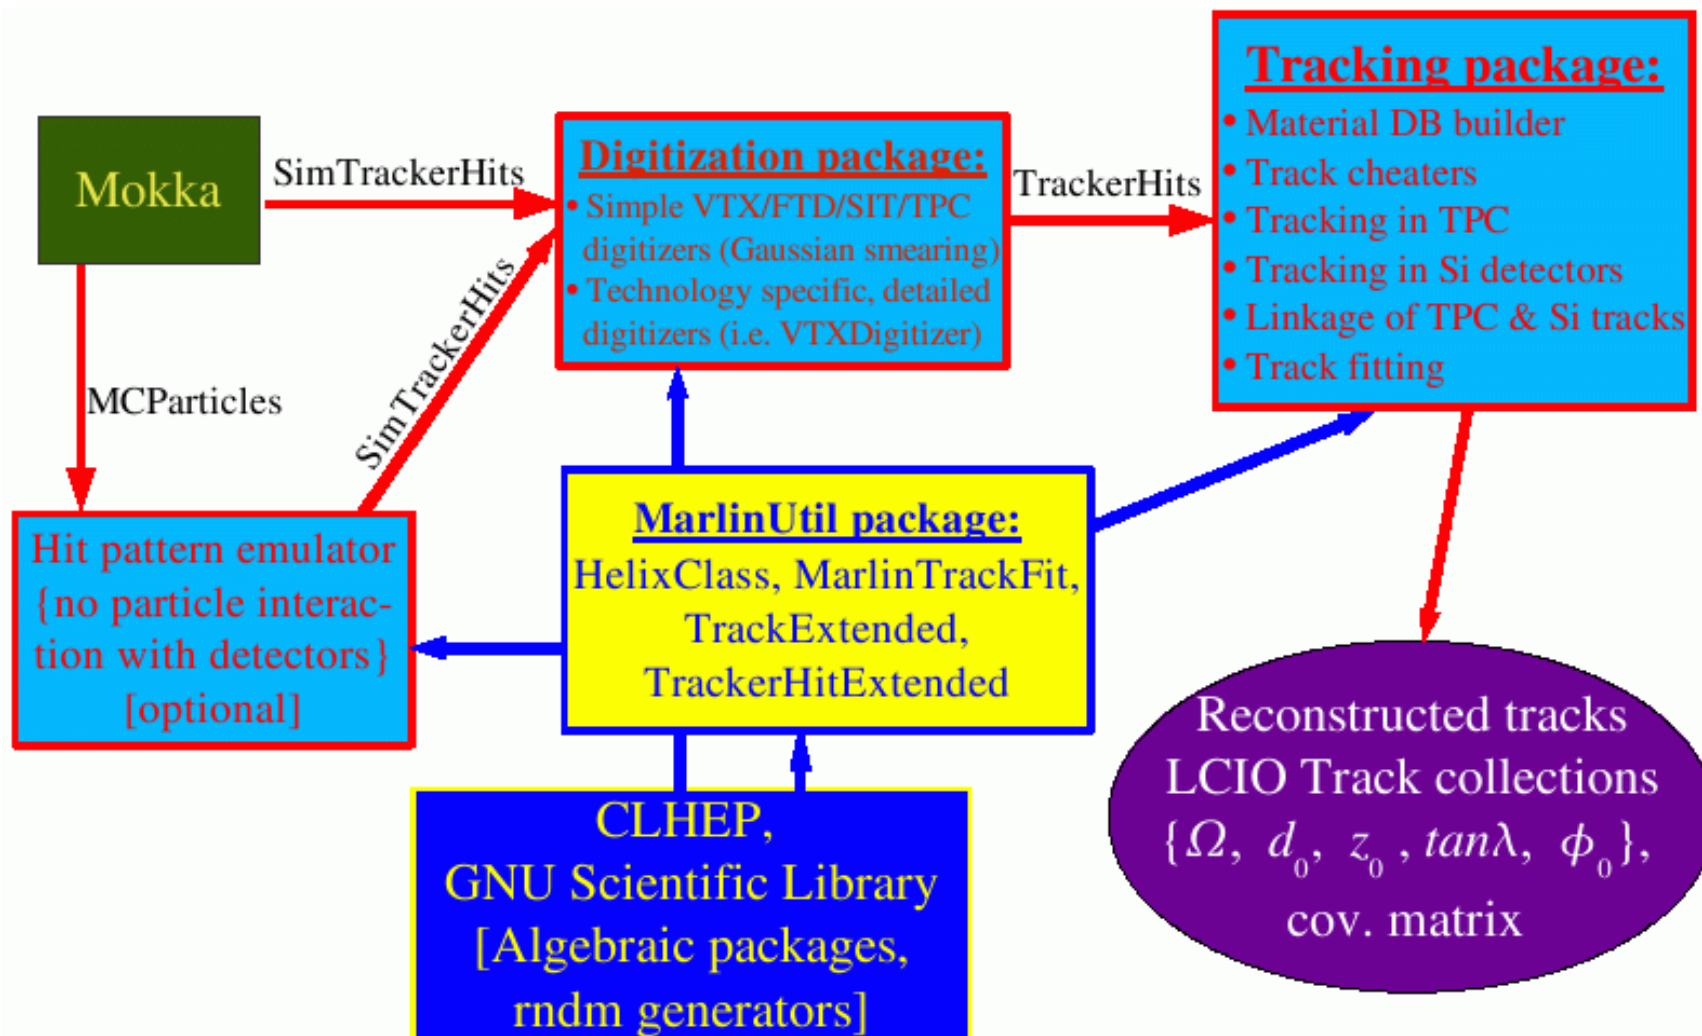 Mokka
SimTrackerHits
MCParticles
SimTrackerHits
Hit pattern emulator
{no particle interac-
tion with detectors}
[optional]
Digitization package:
• Simple VTX/FTD/SIT/TPC
digitizers (Gaussian smearing)
• Technology specific, detailed
digitizers (i.e. VTXDigitizer)
TrackerHits
Tracking package:
• Material DB builder
• Track cheaters
• Tracking in TPC
• Tracking in Si detectors
• Linkage of TPC & Si tracks
• Track fitting
MarlinUtil package:
HelixClass, MarlinTrackFit,
TrackExtended,
TrackerHitExtended
CLHEP,
GNU Scientific Library
[Algebraic packages,
rndm generators]
Reconstructed tracks
LCIO Track collections
{Ω, d₀, z₀ , tanλ, ϕ₀},
cov. matrix